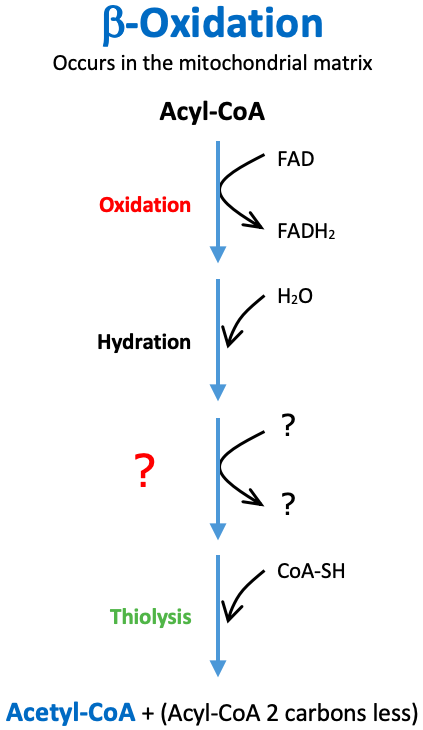 β-Oxidation
Occurs in the mitochondrial matrix
Acyl-CoA
FAD
Oxidation
FADH₂
H₂O
Hydration
?
?
?
CoA-SH
Thiolysis
Acetyl-CoA + (Acyl-CoA 2 carbons less)